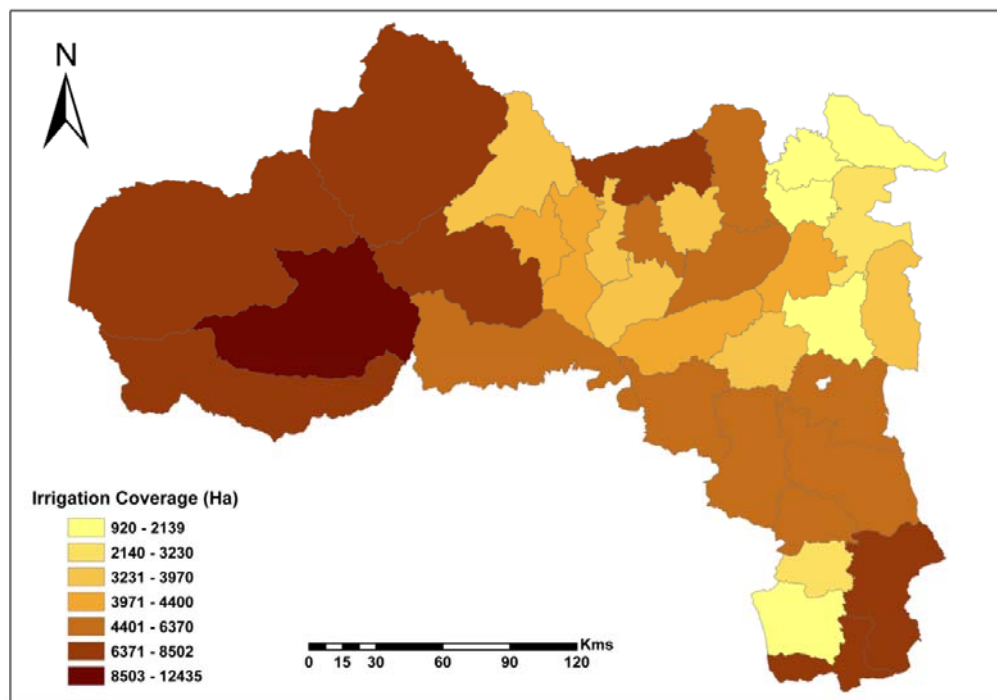 N
Irrigation Coverage (Ha)
920 - 2139
2140 - 3230
3231 - 3970
3971 - 4400
4401 - 6370
6371 - 8502
8503 - 12435
Kms
0 15 30 60 90 120